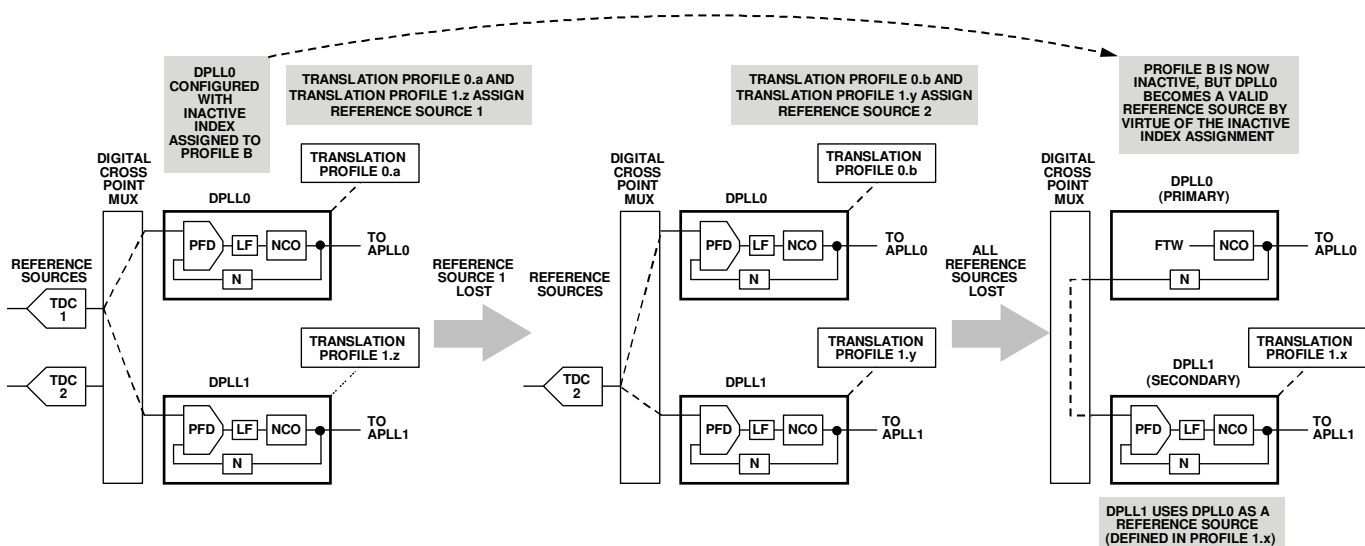 DPLL0
CONFIGURED
WITH
INACTIVE
INDEX
ASSIGNED TO
PROFILE B
TRANSLATION PROFILE 0.a AND
TRANSLATION PROFILE 1.z ASSIGN
REFERENCE SOURCE 1
TRANSLATION PROFILE 0.b AND
TRANSLATION PROFILE 1.y ASSIGN
REFERENCE SOURCE 2
PROFILE B IS NOW
INACTIVE, BUT DPLL0
BECOMES A VALID
REFERENCE SOURCE BY
VIRTUE OF THE INACTIVE
INDEX ASSIGNMENT
DIGITAL
CROSS
POINT
MUX
TRANSLATION
PROFILE 0.a
DPLL0
PFD
LF
NCO
N
TO
APLL0
REFERENCE
SOURCES
TDC
1
TDC
2
TRANSLATION
PROFILE 1.z
DPLL1
PFD
LF
NCO
N
TO
APLL1
REFERENCE
SOURCE 1
LOST
DIGITAL
CROSS
POINT
MUX
TRANSLATION
PROFILE 0.b
DPLL0
PFD
LF
NCO
N
TO
APLL0
REFERENCE
SOURCES
TDC
2
TRANSLATION
PROFILE 1.y
DPLL1
PFD
LF
NCO
N
TO
APLL1
ALL
REFERENCE
SOURCES
LOST
DIGITAL
CROSS
POINT
MUX
DPLL0
(PRIMARY)
FTW
NCO
N
TO
APLL0
TRANSLATION
PROFILE 1.x
DPLL1
(SECONDARY)
PFD
LF
NCO
N
TO
APLL1
DPLL1 USES DPLL0 AS A
REFERENCE SOURCE
(DEFINED IN PROFILE 1.x)